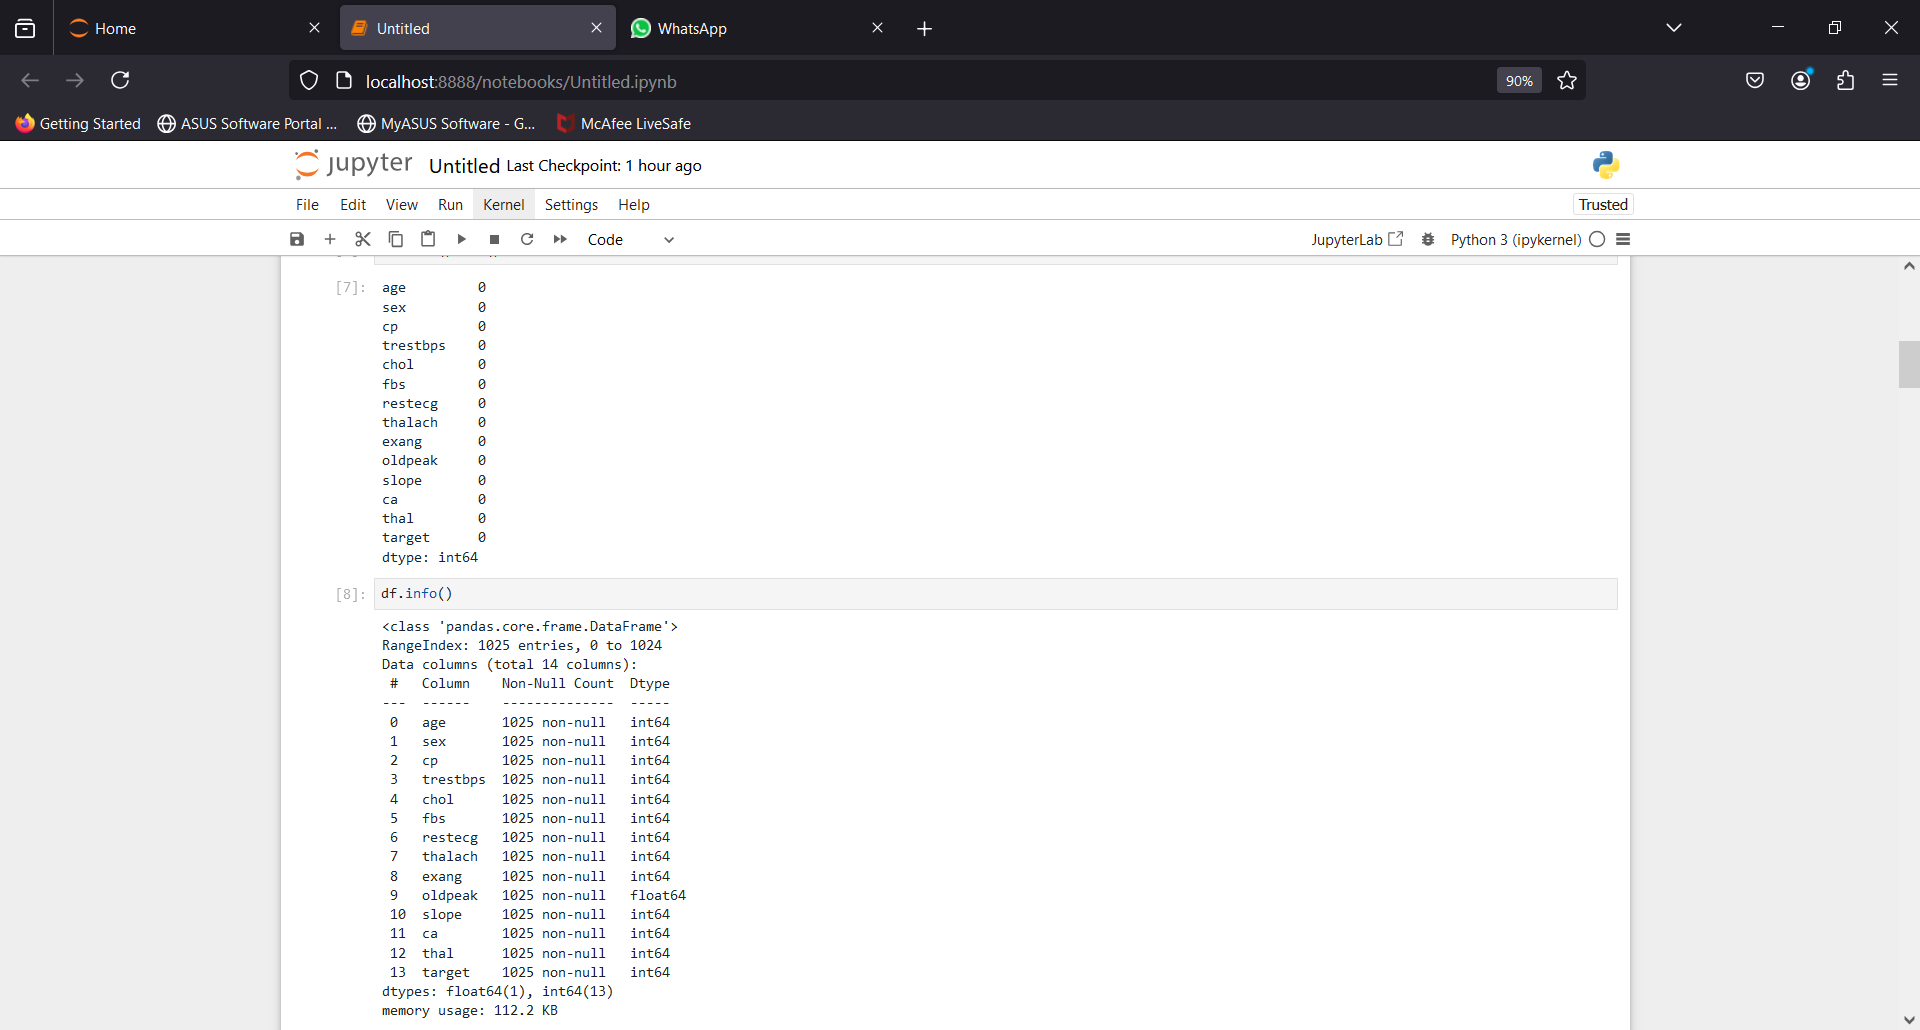 Home
Untitled
WhatsApp
localhost:8888/notebooks/Untitled.ipynb
90%
Getting Started
ASUS Software Portal ...
MyASUS Software - G...
McAfee LiveSafe
jupyter Untitled Last Checkpoint: 1 hour ago
File Edit View Run Kernel Settings Help
Trusted
Code
JupyterLab
Python 3 (ipykernel)
[7]: age 0
sex 0
cp 0
trestbps 0
chol 0
fbs 0
restecg 0
thalach 0
exang 0
oldpeak 0
slope 0
ca 0
thal 0
target 0
dtype: int64
[8]: df.info()
<class 'pandas.core.frame.DataFrame'>
RangeIndex: 1025 entries, 0 to 1024
Data columns (total 14 columns):
# Column Non-Null Count Dtype
--- ------ -------------- -----
0 age 1025 non-null int64
1 sex 1025 non-null int64
2 cp 1025 non-null int64
3 trestbps 1025 non-null int64
4 chol 1025 non-null int64
5 fbs 1025 non-null int64
6 restecg 1025 non-null int64
7 thalach 1025 non-null int64
8 exang 1025 non-null int64
9 oldpeak 1025 non-null float64
10 slope 1025 non-null int64
11 ca 1025 non-null int64
12 thal 1025 non-null int64
13 target 1025 non-null int64
dtypes: float64(1), int64(13)
memory usage: 112.2 KB